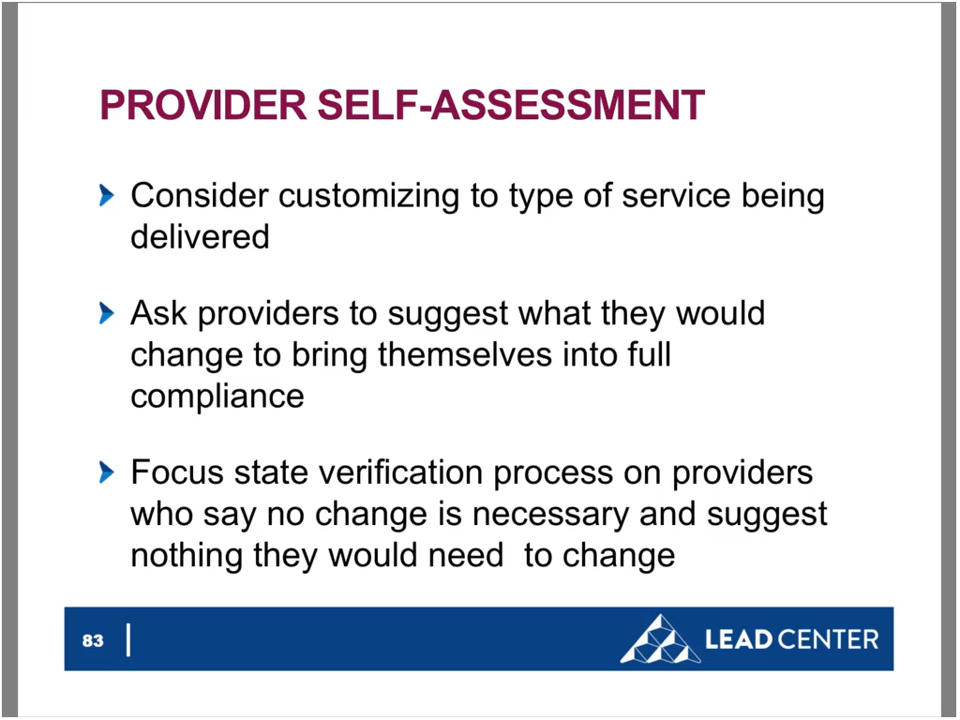 PROVIDER SELF-ASSESSMENT
Consider customizing to type of service being
delivered
Ask providers to suggest what they would
change to bring themselves into full
compliance
Focus state verification process on providers
who say no change is necessary and suggest
nothing they would need  to change
83
LEAD CENTER